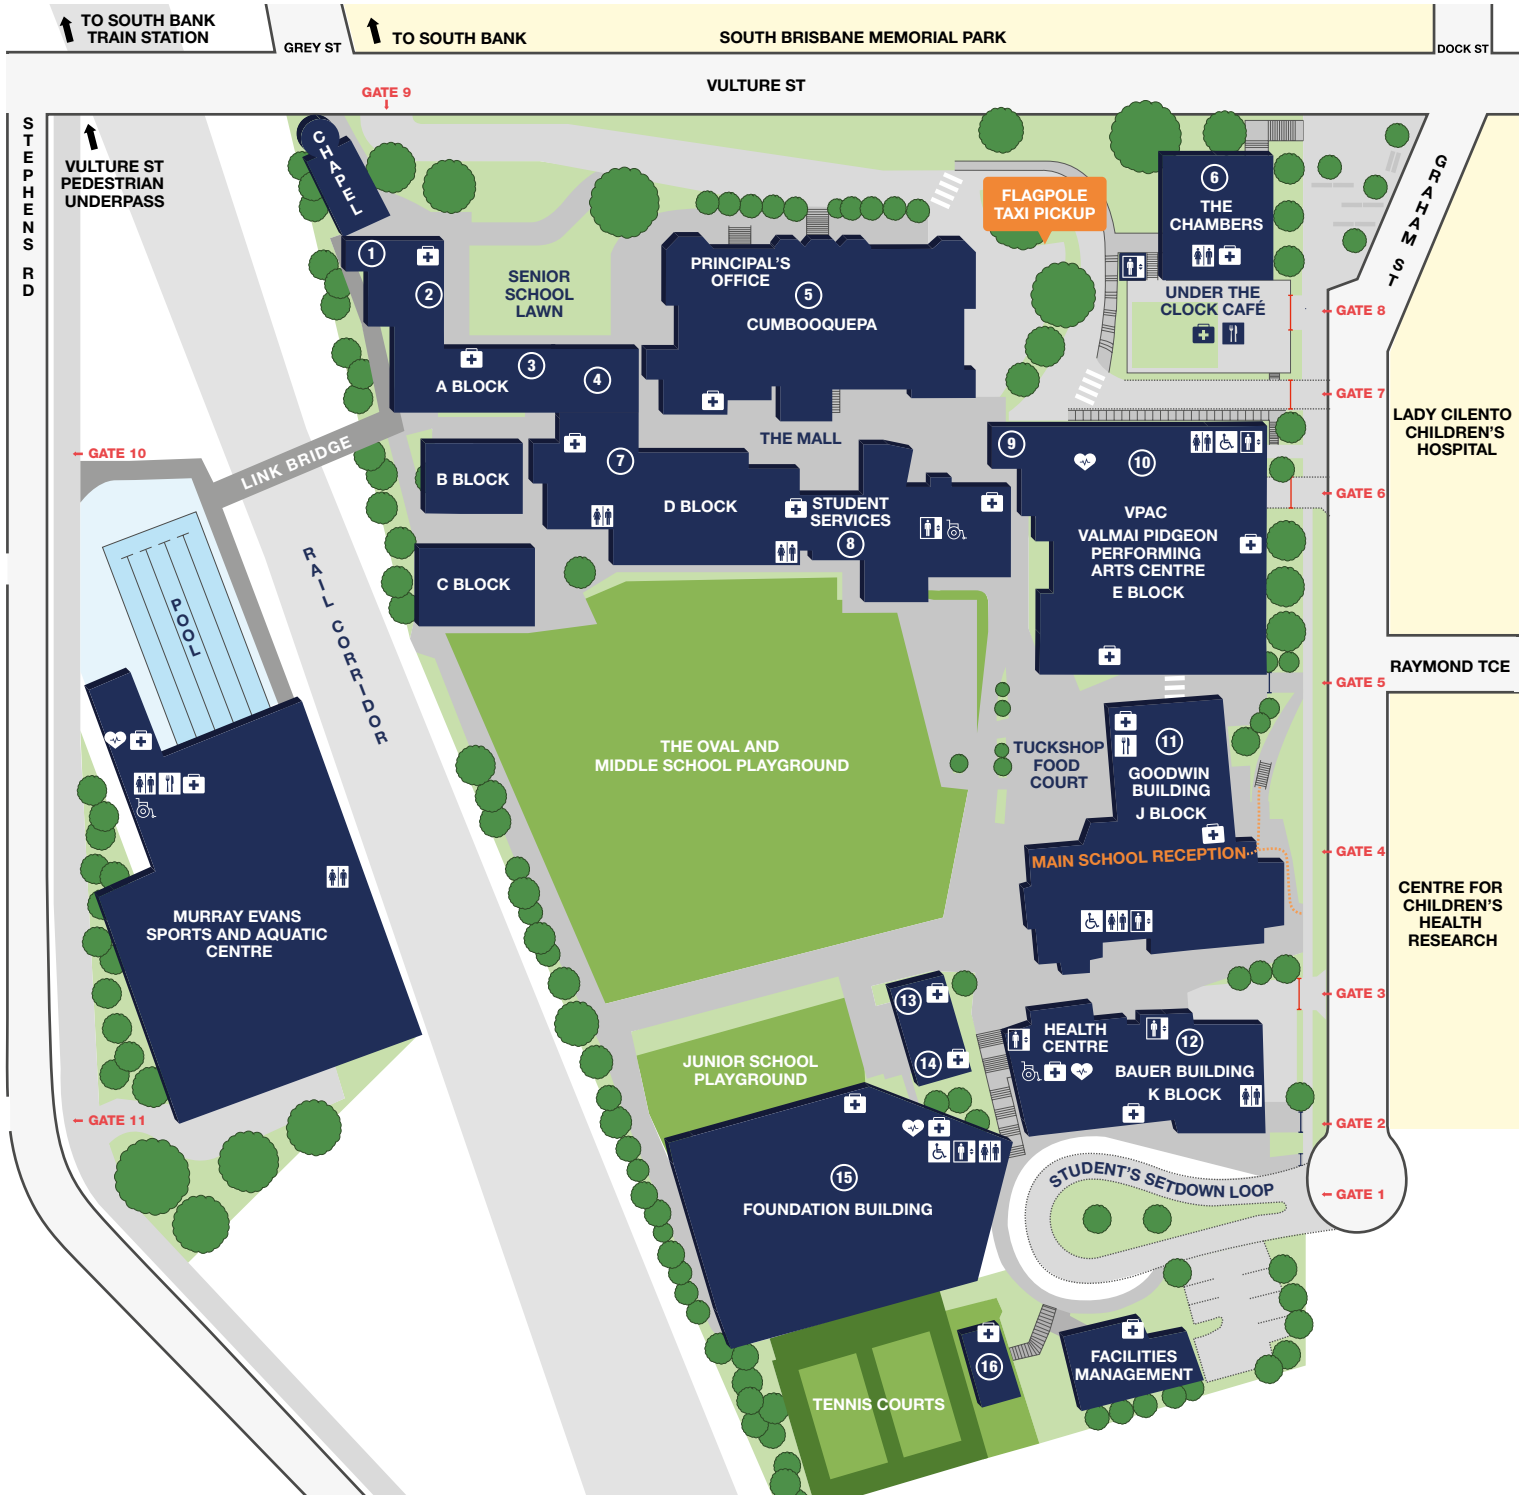 TO SOUTH BANK
TRAIN STATION
GREY ST
TO SOUTH BANK
SOUTH BRISBANE MEMORIAL PARK
DOCK ST
VULTURE ST
GATE 9
STEPHENS RD
VULTURE ST
PEDESTRIAN
UNDERPASS
CHAPEL
GRAHAM ST
FLAGPOLE
TAXI PICKUP
6
THE
CHAMBERS
1
2
SENIOR
SCHOOL
LAWN
PRINCIPAL'S
OFFICE
5
CUMBOOQUEPA
UNDER THE
CLOCK CAFÉ
GATE 8
3
4
A BLOCK
GATE 7
THE MALL
LADY CILENTO
CHILDREN'S
HOSPITAL
GATE 10
LINK BRIDGE
B BLOCK
7
D BLOCK
STUDENT
SERVICES
8
9
10
GATE 6
VPAC
VALMAI PIDGEON
PERFORMING
ARTS CENTRE
E BLOCK
C BLOCK
POOL
RAIL CORRIDOR
RAYMOND TCE
GATE 5
THE OVAL AND
MIDDLE SCHOOL PLAYGROUND
TUCKSHOP
FOOD
COURT
11
GOODWIN
BUILDING
J BLOCK
MAIN SCHOOL RECEPTION
GATE 4
MURRAY EVANS
SPORTS AND AQUATIC
CENTRE
CENTRE FOR
CHILDREN'S
HEALTH
RESEARCH
13
14
GATE 3
HEALTH
CENTRE
12
BAUER BUILDING
K BLOCK
JUNIOR SCHOOL
PLAYGROUND
GATE 11
GATE 2
15
FOUNDATION BUILDING
STUDENT'S SETDOWN LOOP
GATE 1
16
FACILITIES
MANAGEMENT
TENNIS COURTS